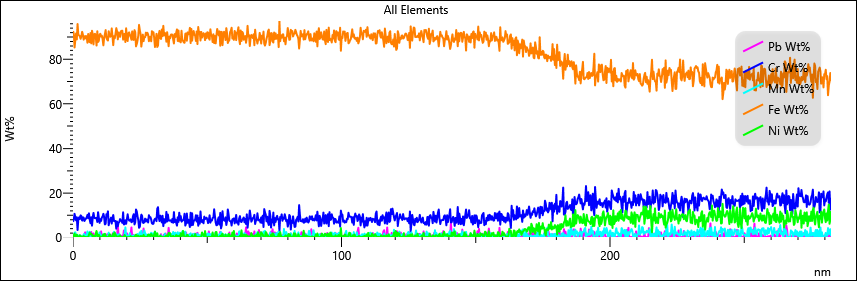 All Elements
Wt%
80
60
40
20
0
0
100
200
nm
Pb Wt%
Cr Wt%
Mn Wt%
Fe Wt%
Ni Wt%